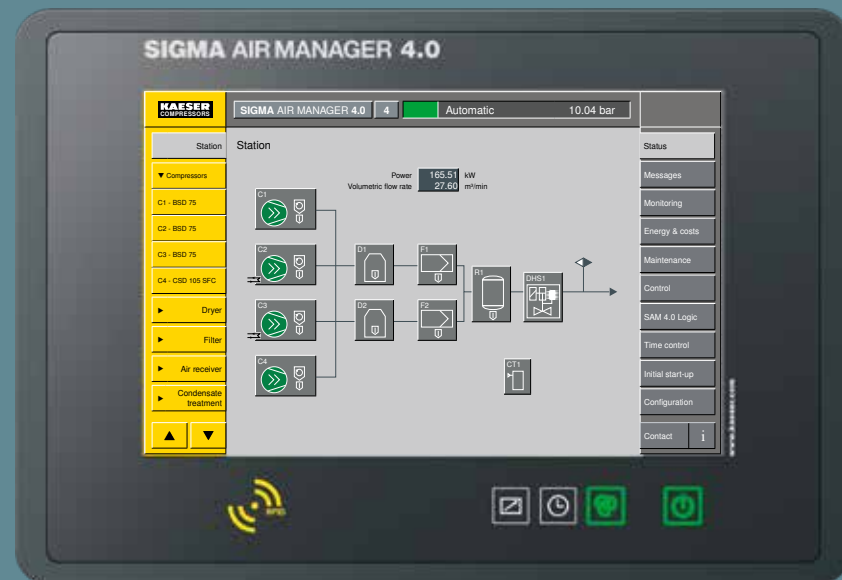 SIGMA AIR MANAGER 4.0
KAESER
COMPRESSORS
SIGMA AIR MANAGER 4.0 4 Automatic 10.04 bar
Station
▼ Compressors
C1 - BSD 75
C2 - BSD 75
C3 - BSD 75
C4 - CSD 105 SFC
► Dryer
► Filter
► Air receiver
► Condensate
treatment
▲ ▼
Station
Power 165.51 kW
Volumetric flow rate 27.60 m³/min
C1
C2
D1
F1
R1
DHS1
C3
D2
F2
C4
CT1
Status
Messages
Monitoring
Energy & costs
Maintenance
Control
SAM 4.0 Logic
Time control
Initial start-up
Configuration
Contact i
www.kaeser.com
RFID